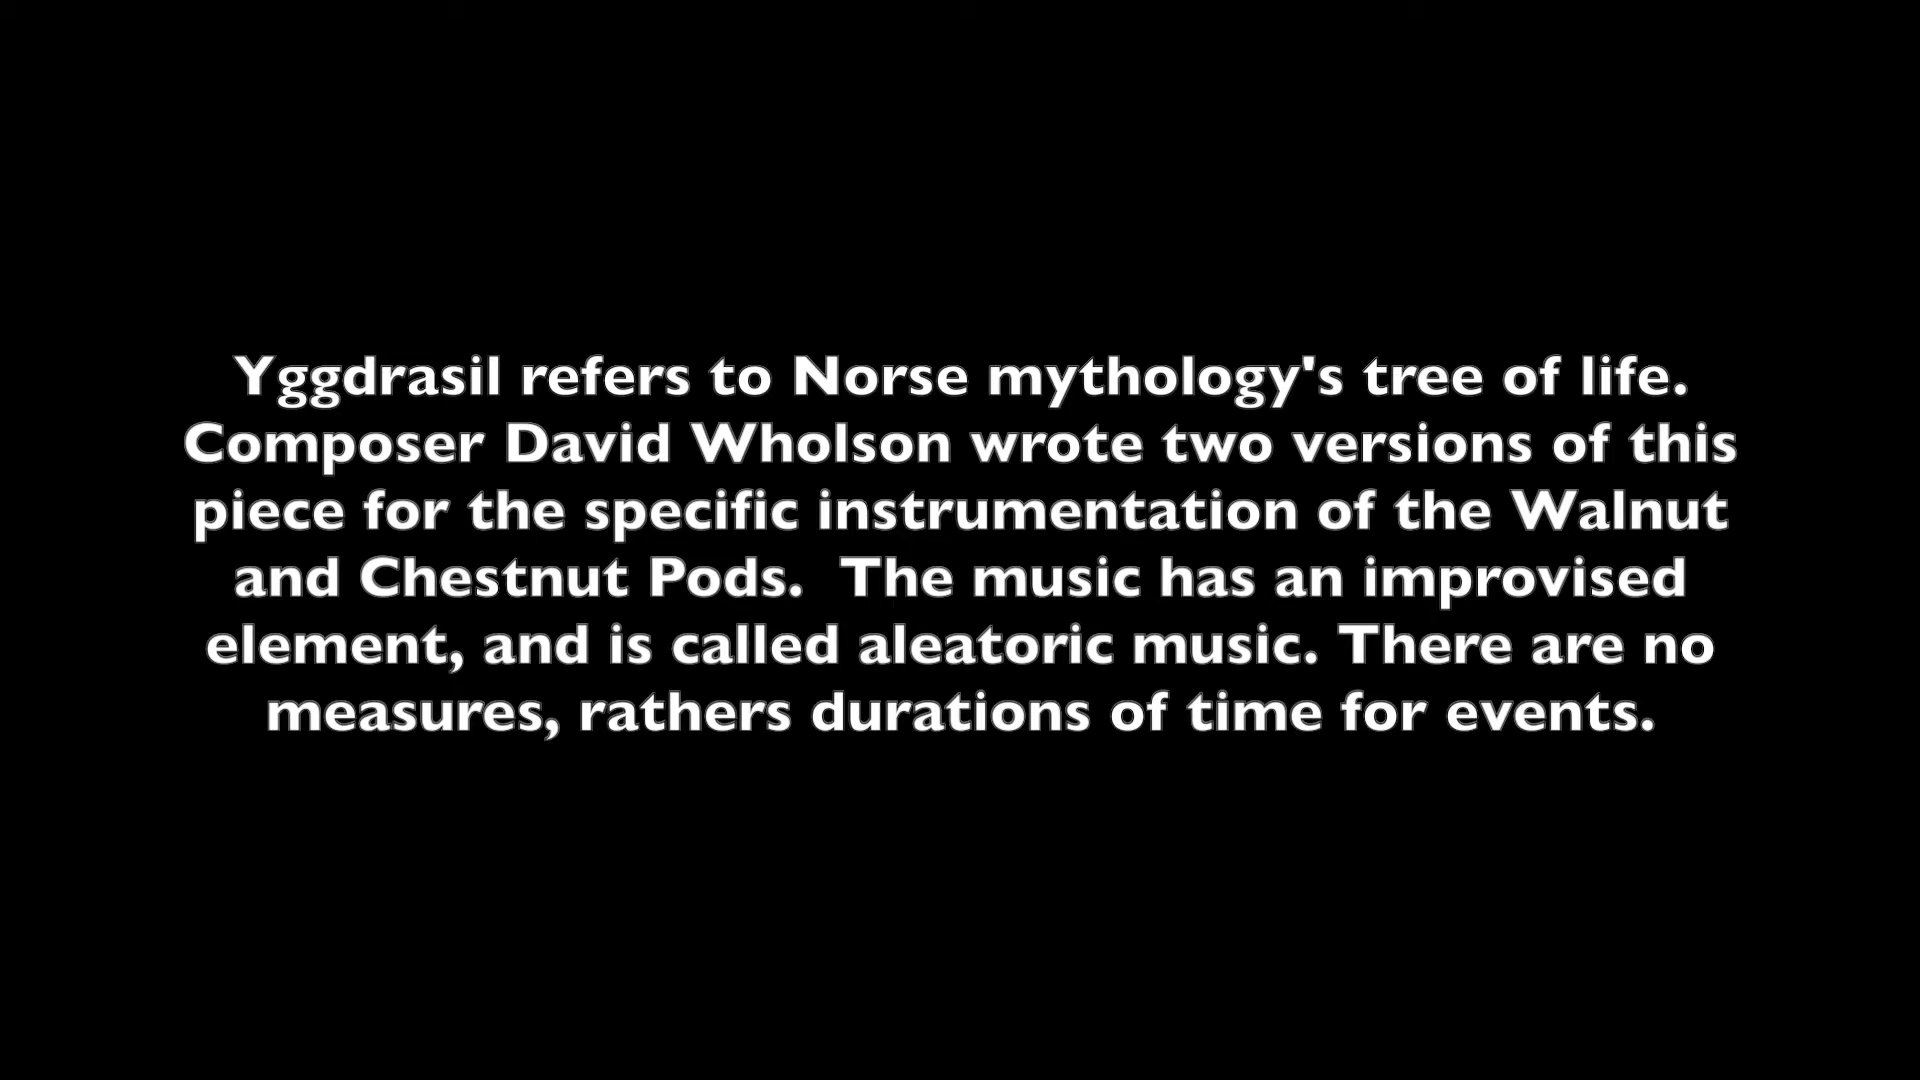 Yggdrasil refers to Norse mythology's tree of life.
Composer David Wholson wrote two versions of this
piece for the specific instrumentation of the Walnut
and Chestnut Pods.  The music has an improvised
element, and is called aleatoric music. There are no
measures, rathers durations of time for events.